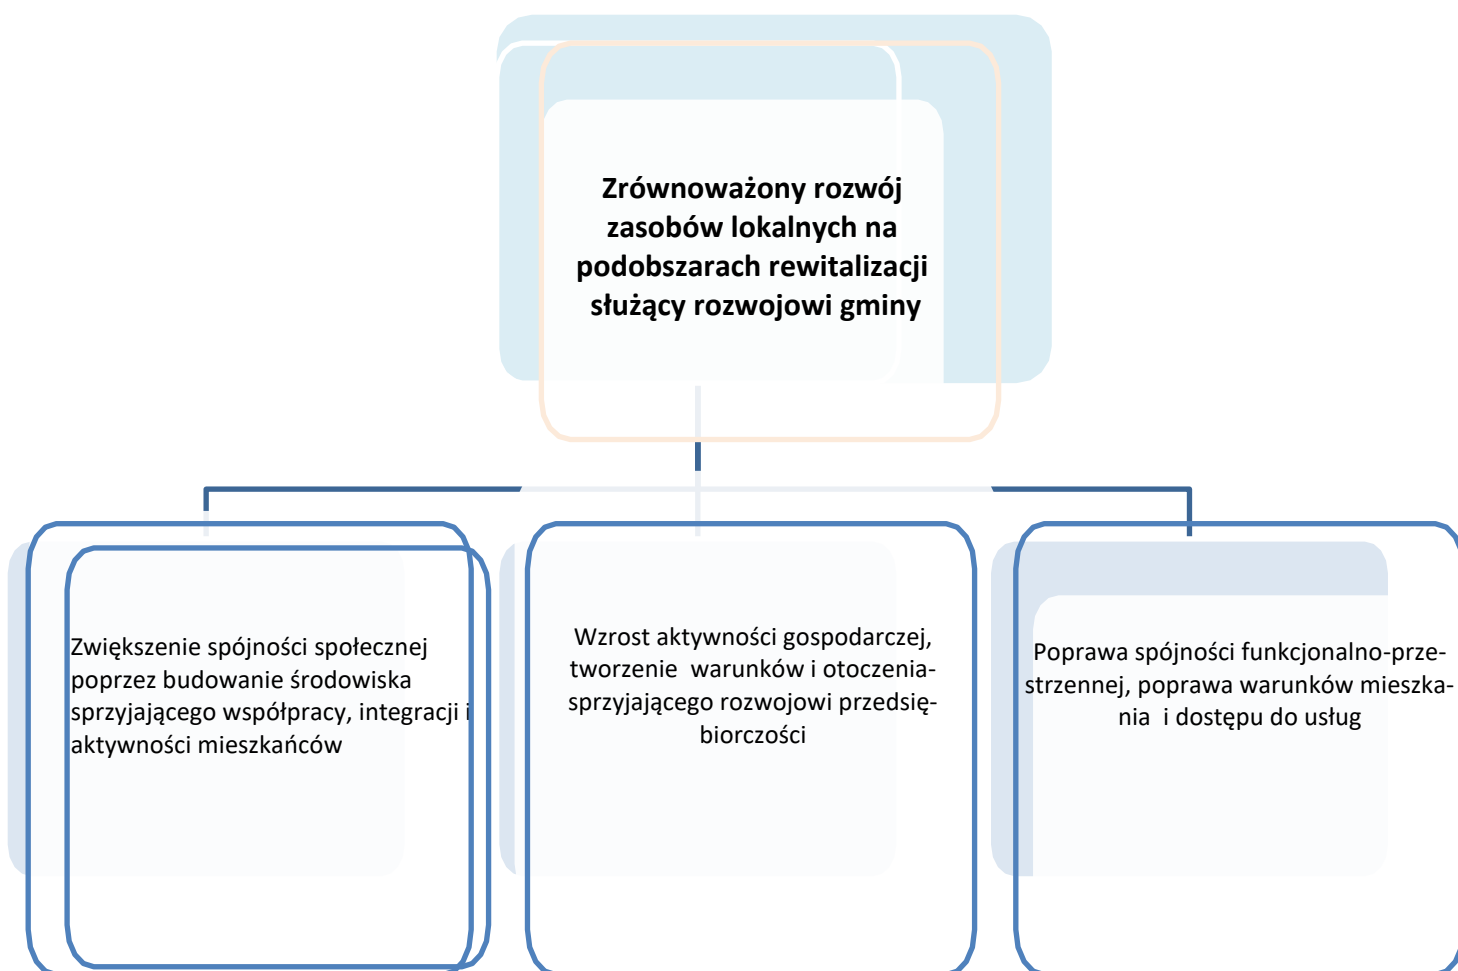 Zrównoważony rozwój
zasobów lokalnych na
podobszarach rewitalizacji
służący rozwojowi gminy
Zwiększenie spójności społecznej
poprzez budowanie środowiska
sprzyjającego współpracy, integracji i
aktywności mieszkańców
Wzrost aktywności gospodarczej,
tworzenie  warunków i otoczenia-
sprzyjającego rozwojowi przedsię-
biorczości
Poprawa spójności funkcjonalno-prze-
strzennej, poprawa warunków mieszka-
nia  i dostępu do usług